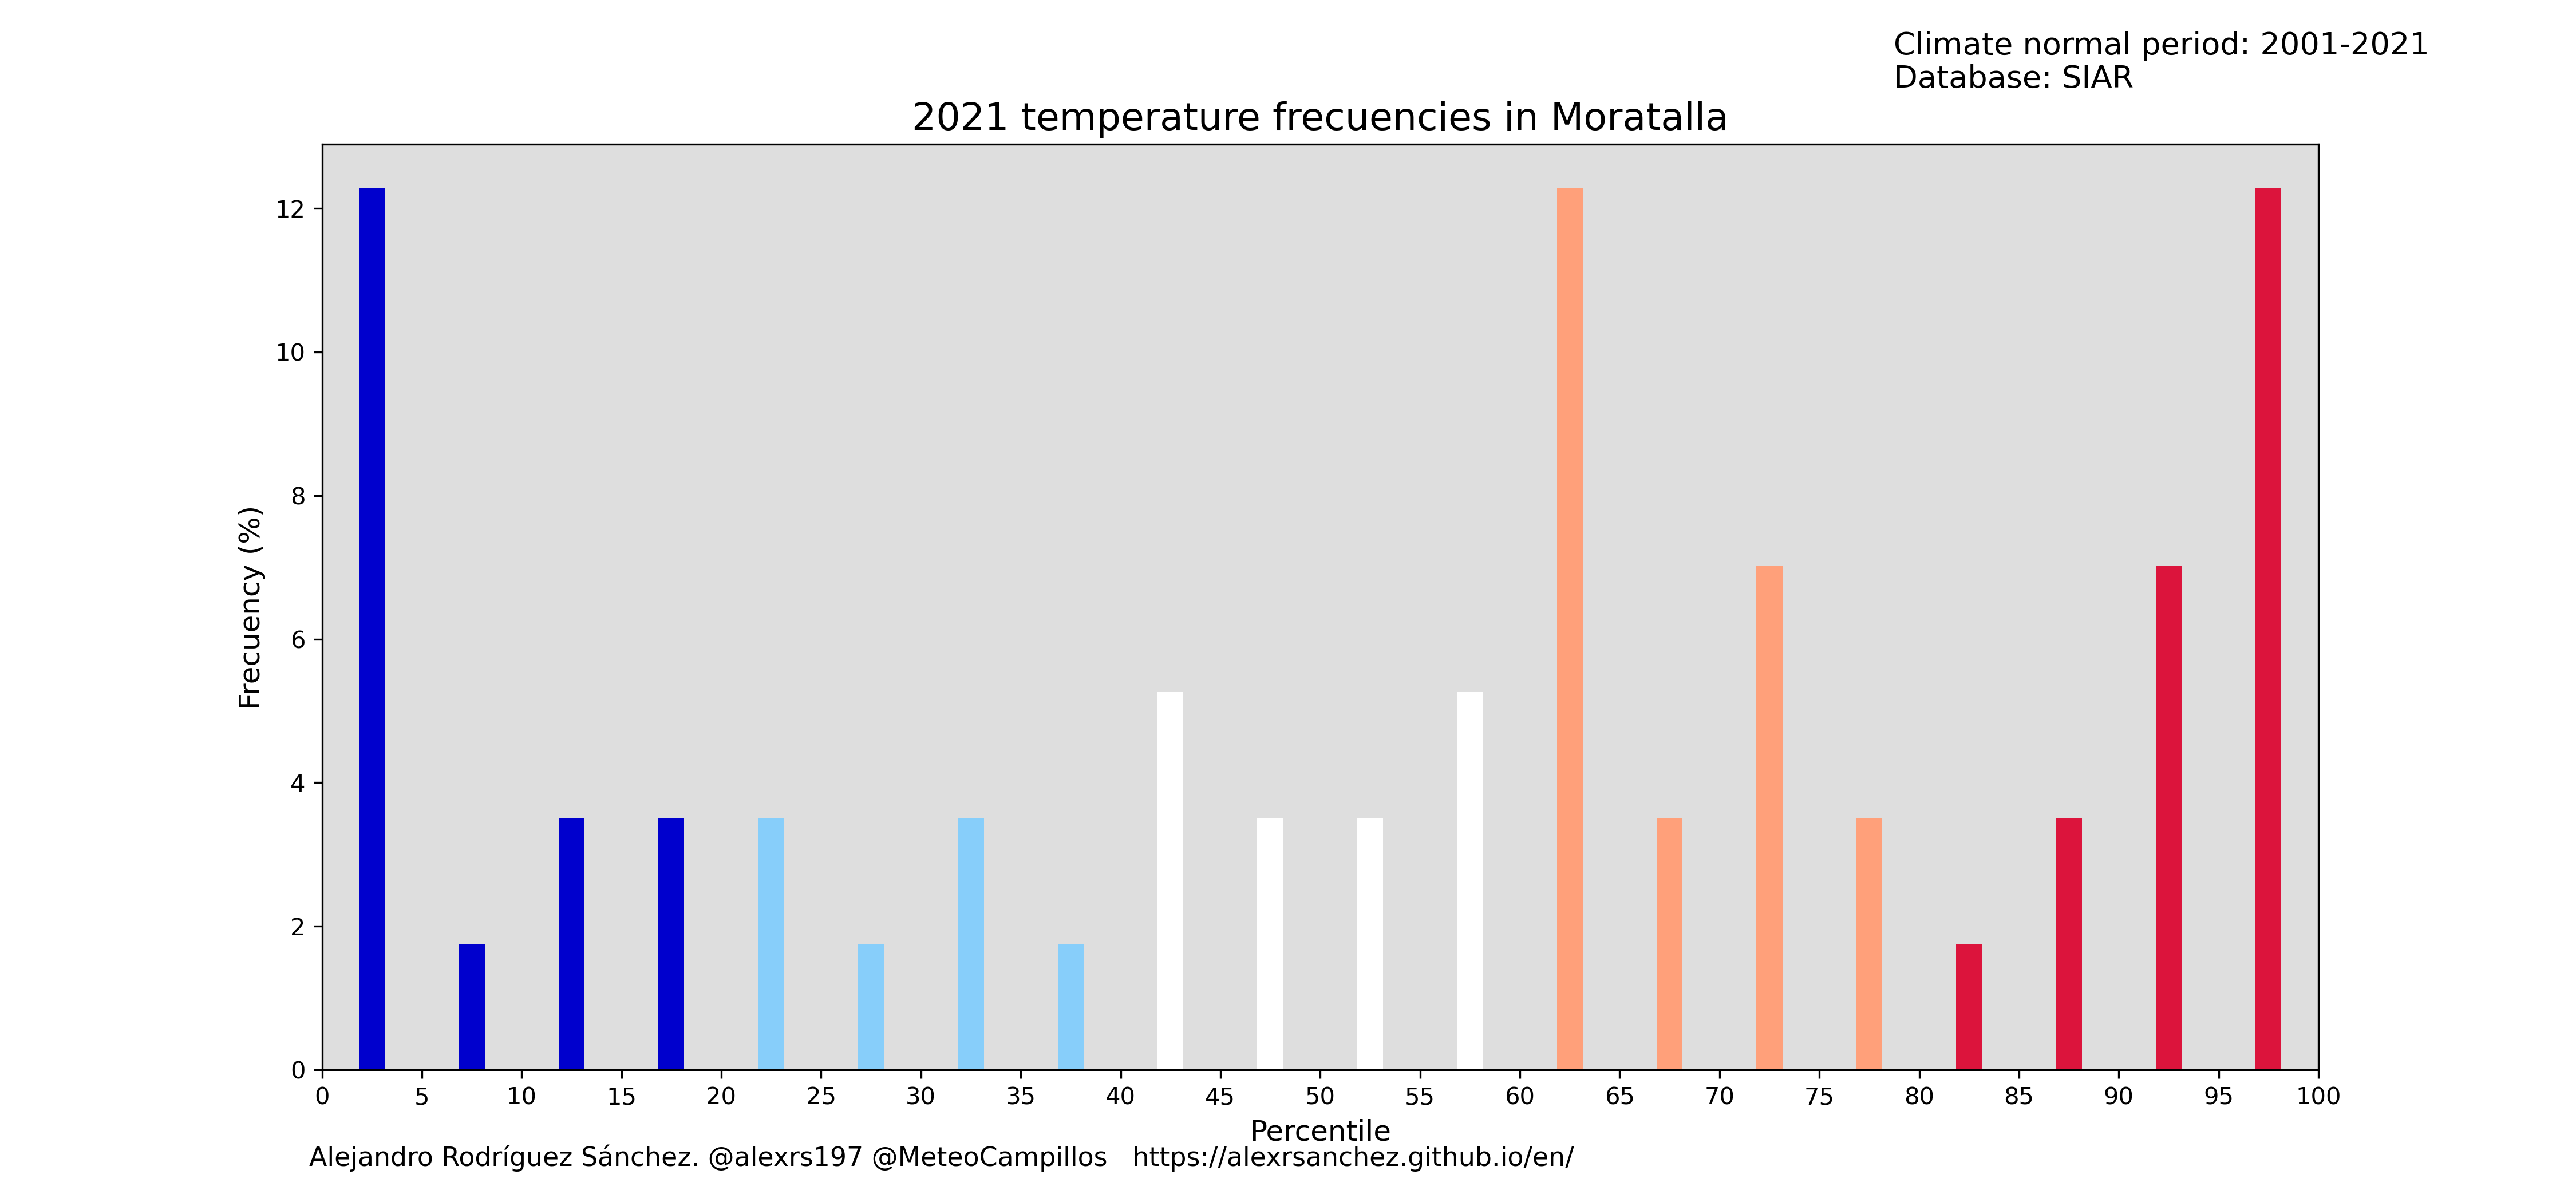 Climate normal period: 2001-2021
Database: SIAR
2021 temperature frecuencies in Moratalla
12
10
8
6
4
2
0
Frecuency (%)
0 5 10 15 20 25 30 35 40 45 50 55 60 65 70 75 80 85 90 95 100
Percentile
Alejandro Rodríguez Sánchez. @alexrs197 @MeteoCampillos https://alexrsanchez.github.io/en/